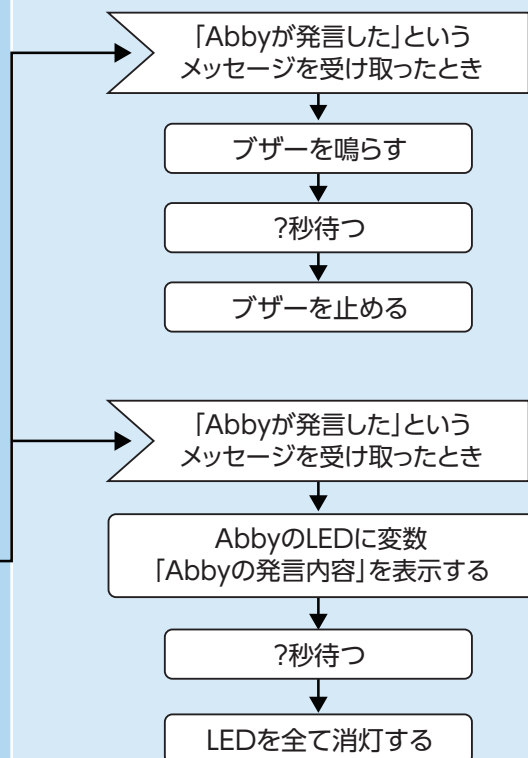 「Abbyが発言した」という
メッセージを受け取ったとき
ブザーを鳴らす
?秒待つ
ブザーを止める
「Abbyが発言した」という
メッセージを受け取ったとき
AbbyのLEDに変数
「Abbyの発言内容」を表示する
?秒待つ
LEDを全て消灯する